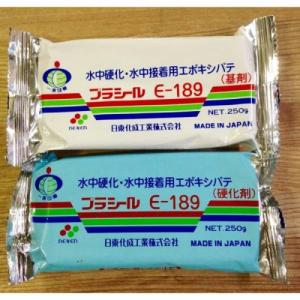 水中硬化・水中接着用エポキシパテ
(基剤)
プラシール E-189
NET.250g
日東化成工業株式会社
MADE IN JAPAN
水中硬化・水中接着用エポキシパテ
(硬化剤)
プラシール E-189
NET.250g
日東化成工業株式会社
MADE IN JAPAN